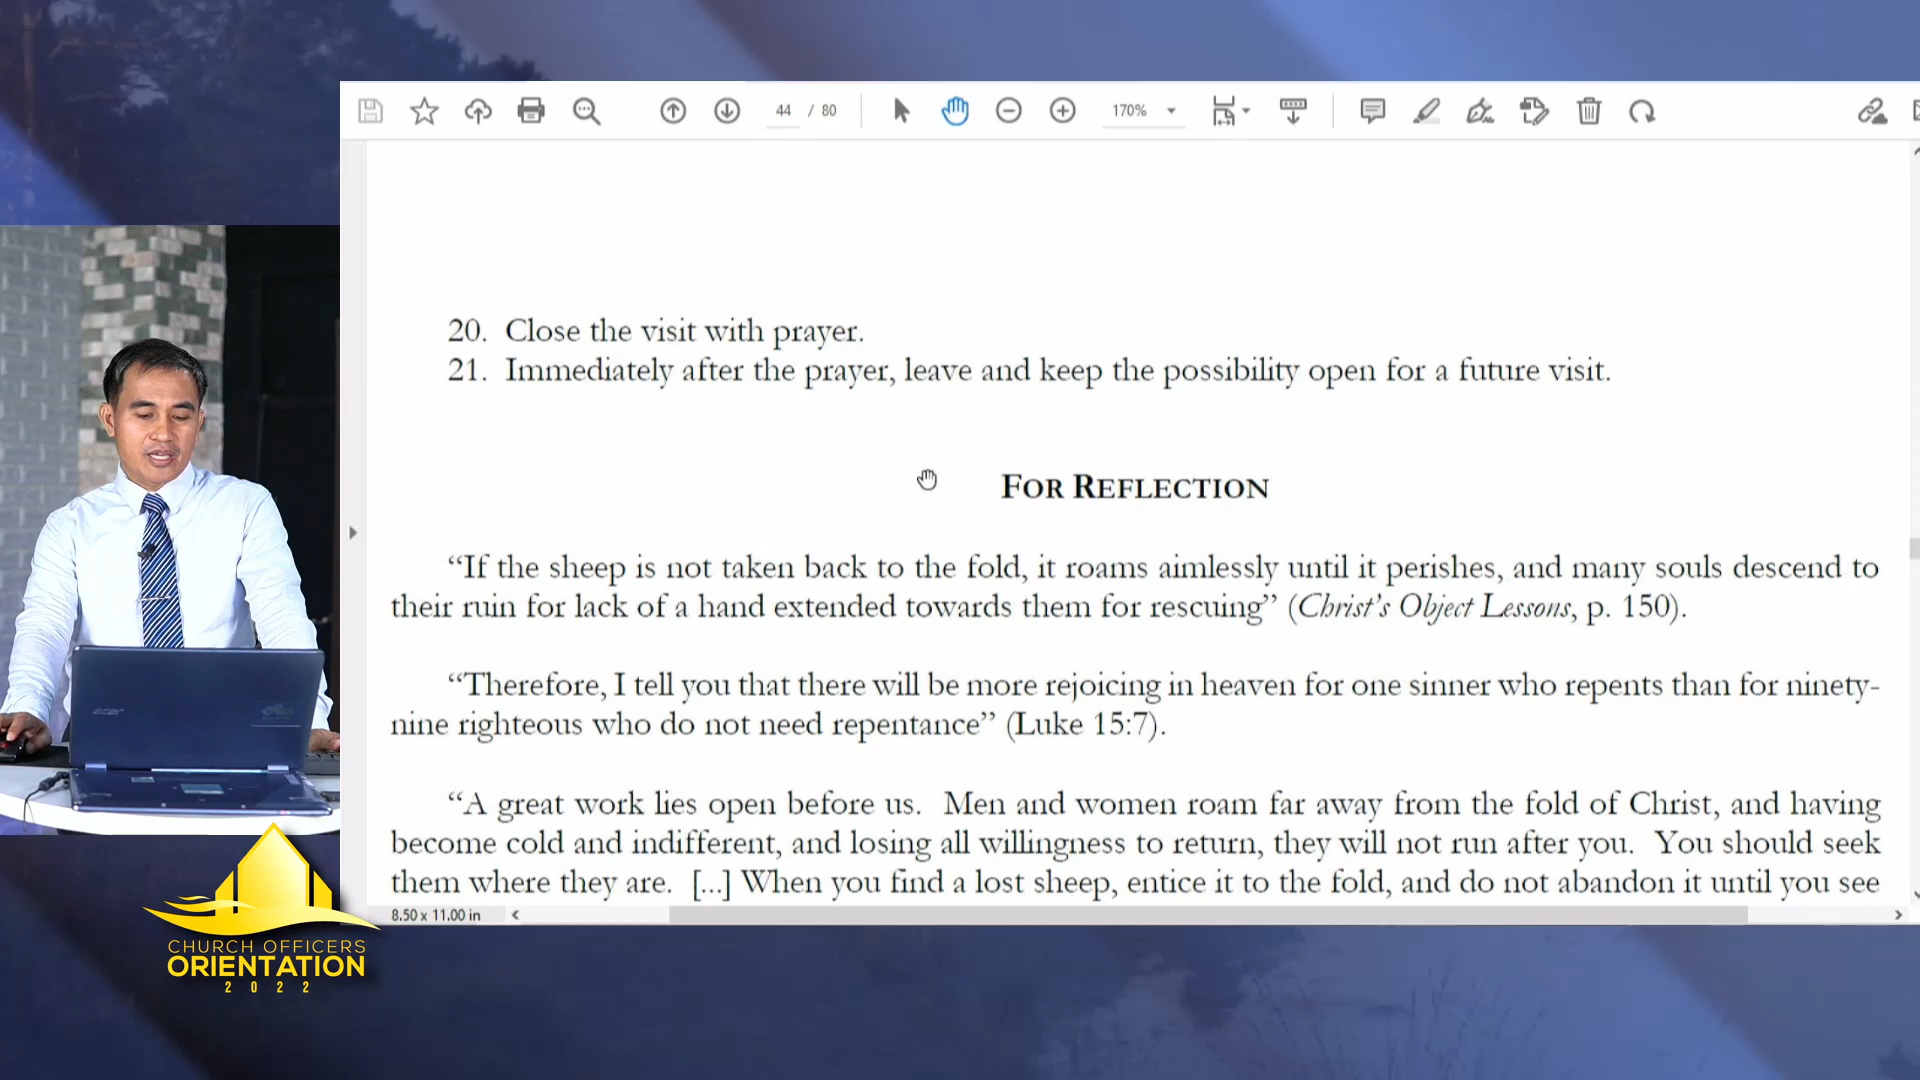 44 / 80
170%
20. Close the visit with prayer.
21. Immediately after the prayer, leave and keep the possibility open for a future visit.
FOR REFLECTION
“If the sheep is not taken back to the fold, it roams aimlessly until it perishes, and many souls descend to
their ruin for lack of a hand extended towards them for rescuing” (Christ’s Object Lessons, p. 150).
“Therefore, I tell you that there will be more rejoicing in heaven for one sinner who repents than for ninety-
nine righteous who do not need repentance” (Luke 15:7).
“A great work lies open before us. Men and women roam far away from the fold of Christ, and having
become cold and indifferent, and losing all willingness to return, they will not run after you. You should seek
them where they are. [...] When you find a lost sheep, entice it to the fold, and do not abandon it until you see
8.50 x 11.00 in
CHURCH OFFICERS
ORIENTATION
2022